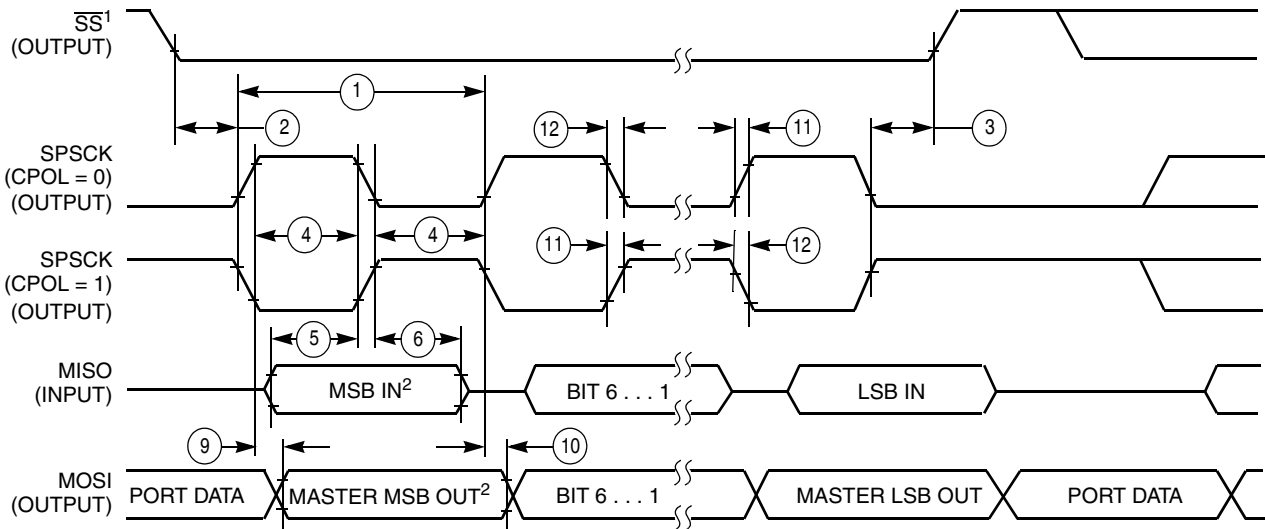 SS¹
(OUTPUT)
1
2
12
11
3
SPSCK
(CPOL = 0)
(OUTPUT)
4
4
11
12
SPSCK
(CPOL = 1)
(OUTPUT)
5
6
MISO
(INPUT)
MSB IN²
BIT 6 . . . 1
LSB IN
9
10
MOSI
(OUTPUT)
PORT DATA
MASTER MSB OUT²
BIT 6 . . . 1
MASTER LSB OUT
PORT DATA